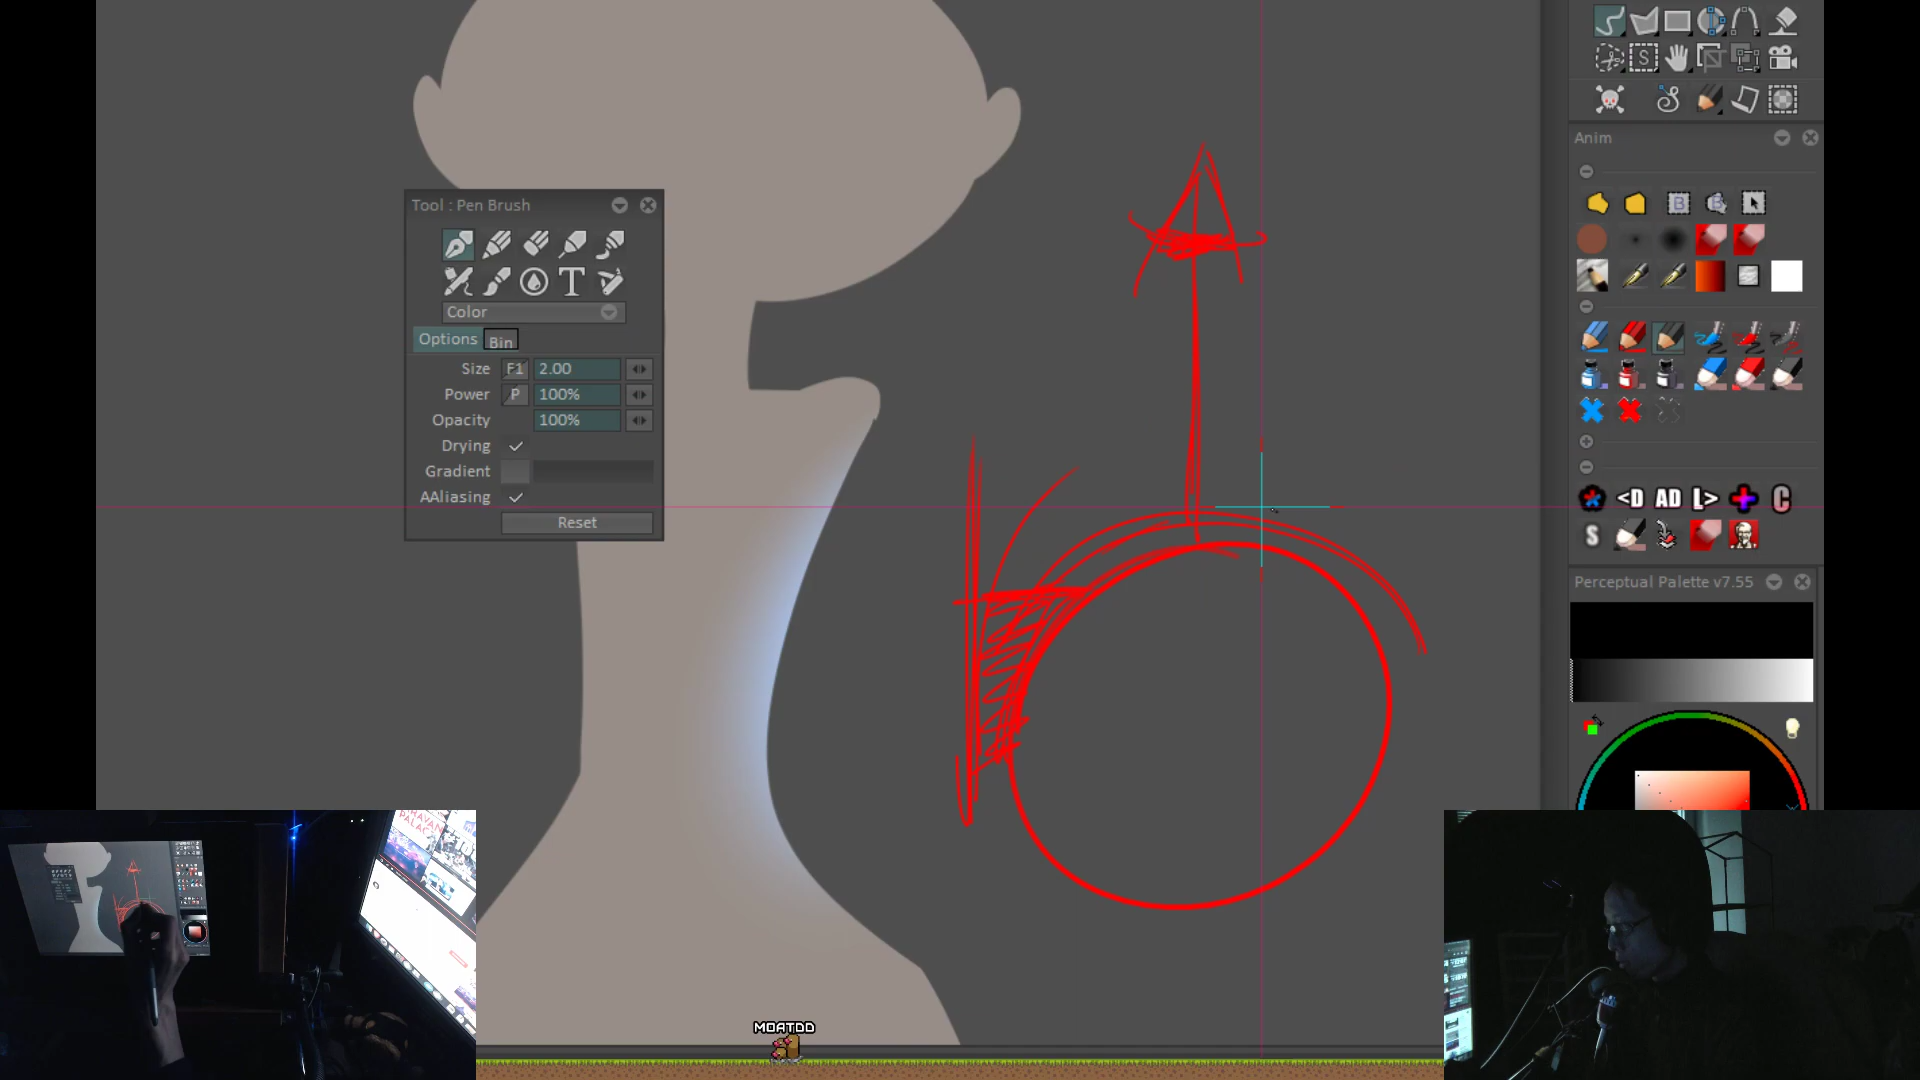 Anim
Tool : Pen Brush
T
Color
Options Bin
Size F1 2.00
Power P 100%
Opacity 100%
Drying
Gradient
AAliasing
Reset
S
B
B
<D AD L> C
S
Perceptual Palette v7.55
MOATDD